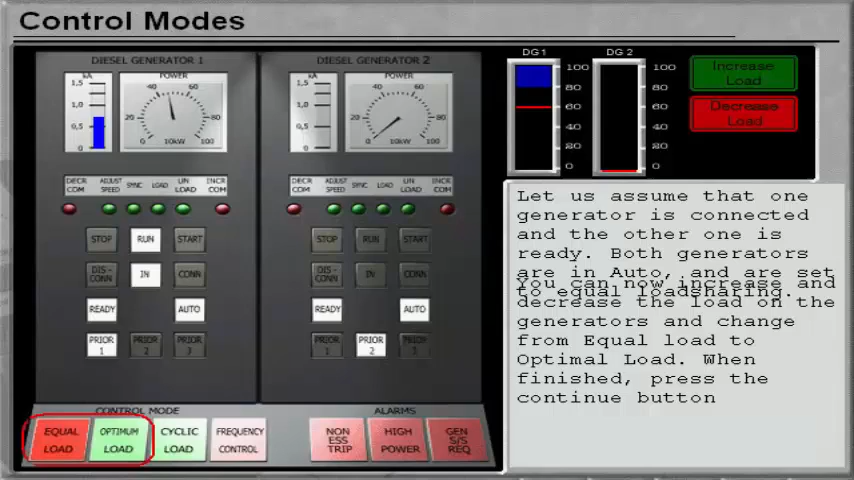 Control Modes
DIESEL GENERATOR 1
kA
1,5
1,0
0,5
0
POWER
0 20 40 60 80 100
10kW
DECR COM
ADJUST SPEED
SYNC
LOAD
UN LOAD
INCR COM
STOP RUN START
DIS-CONN IN CONN
READY AUTO
PRIOR 1 PRIOR 2 PRIOR 3
DIESEL GENERATOR 2
kA
1,5
1,0
0,5
0
POWER
0 20 40 60 80 100
10kW
DECR COM
ADJUST SPEED
SYNC
LOAD
UN LOAD
INCR COM
STOP RUN START
DIS-CONN IN CONN
READY AUTO
PRIOR 1 PRIOR 2 PRIOR 3
CONTROL MODE
EQUAL LOAD
OPTIMUM LOAD
CYCLIC LOAD
FREQUENCY CONTROL
ALARMS
NON ESS TRIP
HIGH POWER
GEN S/S REQ
DG 1
100
80
60
40
20
0
DG 2
100
80
60
40
20
0
Increase
Load
Decrease
Load
Let us assume that one
generator is connected
and the other one is
ready. Both generators
are in Auto, and are set
to equal loadsharing.
You can now increase and
decrease the load on the
generators and change
from Equal load to
Optimal Load. When
finished, press the
continue button